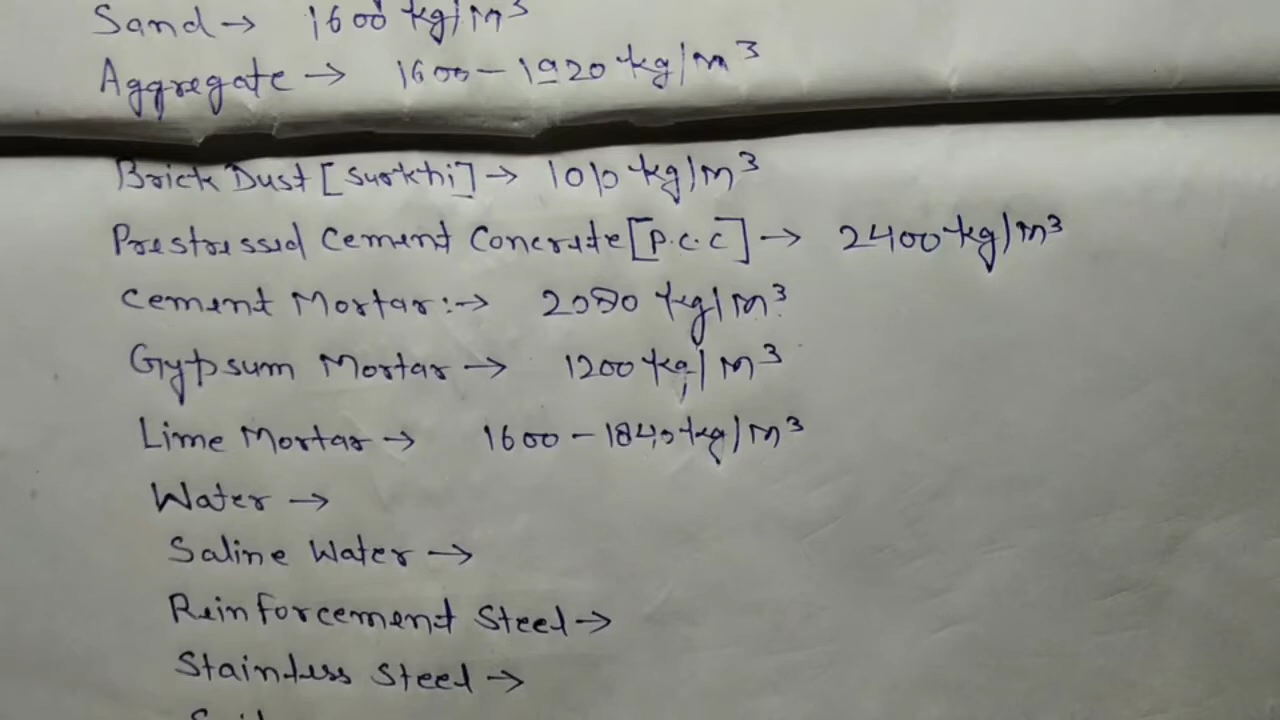 Sand → 1600 kg/m³
Aggregate → 1600-1920 kg/m³
Brick Dust [Surkhi] → 1010 kg/m³
Prestressed Cement Concrete [P.C.C] → 2400 kg/m³
Cement Mortar:→ 2080 kg/m³
Gypsum Mortar → 1200 kg/m³
Lime Mortar → 1600-1840 kg/m³
Water →
Saline Water →
Reinforcement Steel →
Stainless Steel →